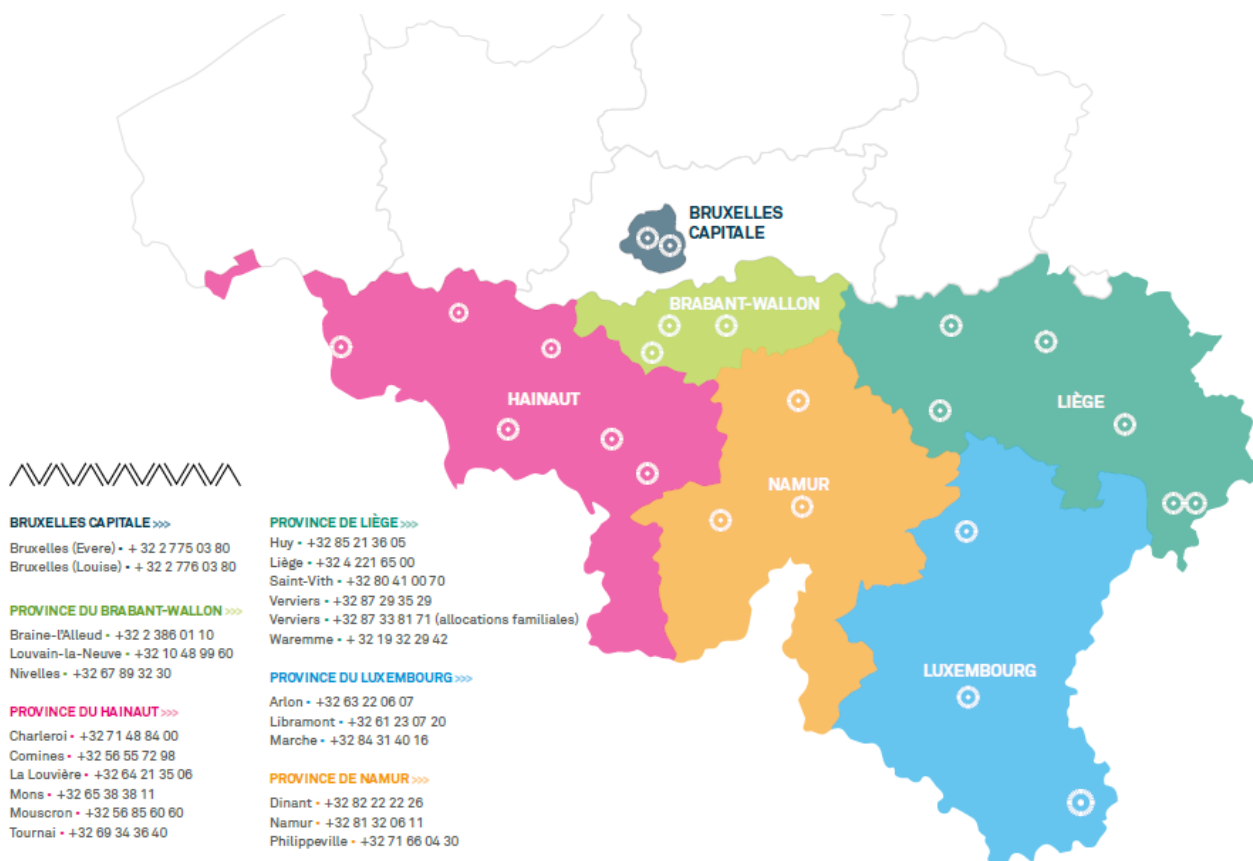 BRUXELLES
CAPITALE
BRABANT-WALLON
HAINAUT
LIÈGE
NAMUR
LUXEMBOURG
BRUXELLES CAPITALE >>>
Bruxelles (Evere) • + 32 2 775 03 80
Bruxelles (Louise) • + 32 2 776 03 80
PROVINCE DU BRABANT-WALLON >>>
Braine-l'Alleud • +32 2 386 01 10
Louvain-la-Neuve • +32 10 48 99 60
Nivelles • +32 67 89 32 30
PROVINCE DU HAINAUT >>>
Charleroi • +32 71 48 84 00
Comines • +32 56 55 72 98
La Louvière • +32 64 21 35 06
Mons • +32 65 38 38 11
Mouscron • +32 56 85 60 60
Tournai • +32 69 34 36 40
PROVINCE DE LIÈGE >>>
Huy • +32 85 21 36 05
Liège • +32 4 221 65 00
Saint-Vith • +32 80 41 00 70
Verviers • +32 87 29 35 29
Verviers • +32 87 33 81 71 (allocations familiales)
Waremme • + 32 19 32 29 42
PROVINCE DU LUXEMBOURG >>>
Arlon • +32 63 22 06 07
Libramont • +32 61 23 07 20
Marche • +32 84 31 40 16
PROVINCE DE NAMUR >>>
Dinant • +32 82 22 22 26
Namur • +32 81 32 06 11
Philippeville • +32 71 66 04 30